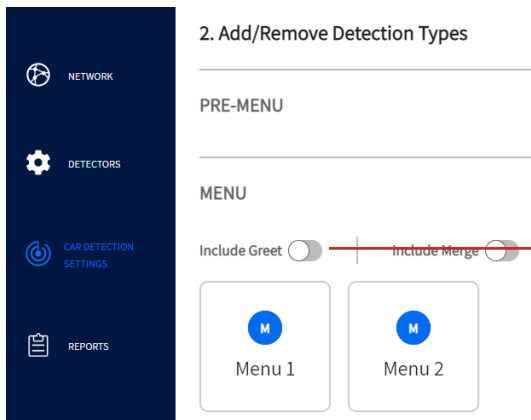 2. Add/Remove Detection Types
NETWORK
PRE-MENU
DETECTORS
MENU
CAR DETECTION
SETTINGS
Include Greet
Include Merge
M
M
Menu 1
Menu 2
REPORTS